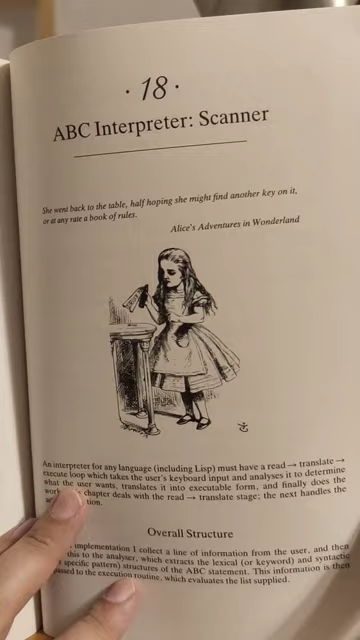 · 18 ·
ABC Interpreter: Scanner
She went back to the table, half hoping she might find another key on it,
or at any rate a book of rules.
Alice's Adventures in Wonderland
An interpreter for any language (including Lisp) must have a read → translate →
execute loop which takes the user's keyboard input and analyses it to determine
what the user wants, translates it into executable form, and finally does the
work chapter deals with the read → translate stage; the next handles the
tion.
Overall Structure
implementation I collect a line of information from the user, and then
this to the analyser, which extracts the lexical (or keyword) and syntactic
specific pattern) structures of the ABC statement. This information is then
to the execution routine, which evaluates the list supplied.